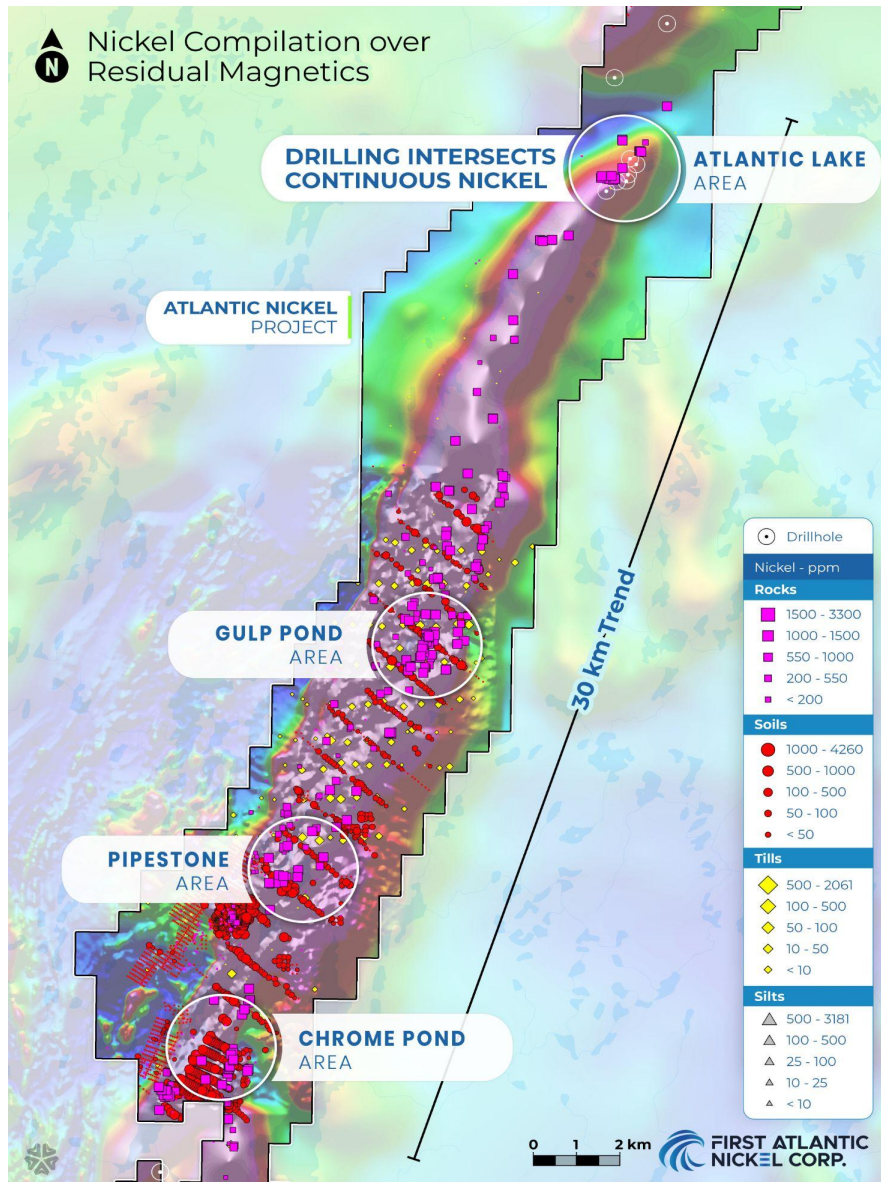 N
Nickel Compilation over
Residual Magnetics
DRILLING INTERSECTS
CONTINUOUS NICKEL
ATLANTIC LAKE
AREA
ATLANTIC NICKEL
PROJECT
30 km Trend
GULP POND
AREA
PIPESTONE
AREA
CHROME POND
AREA
Drillhole
Nickel - ppm
Rocks
1500 - 3300
1000 - 1500
550 - 1000
200 - 550
< 200
Soils
1000 - 4260
500 - 1000
100 - 500
50 - 100
< 50
Tills
500 - 2061
100 - 500
50 - 100
10 - 50
< 10
Silts
500 - 3181
100 - 500
25 - 100
10 - 25
< 10
0 1 2 km
FIRST ATLANTIC
NICKEL CORP.